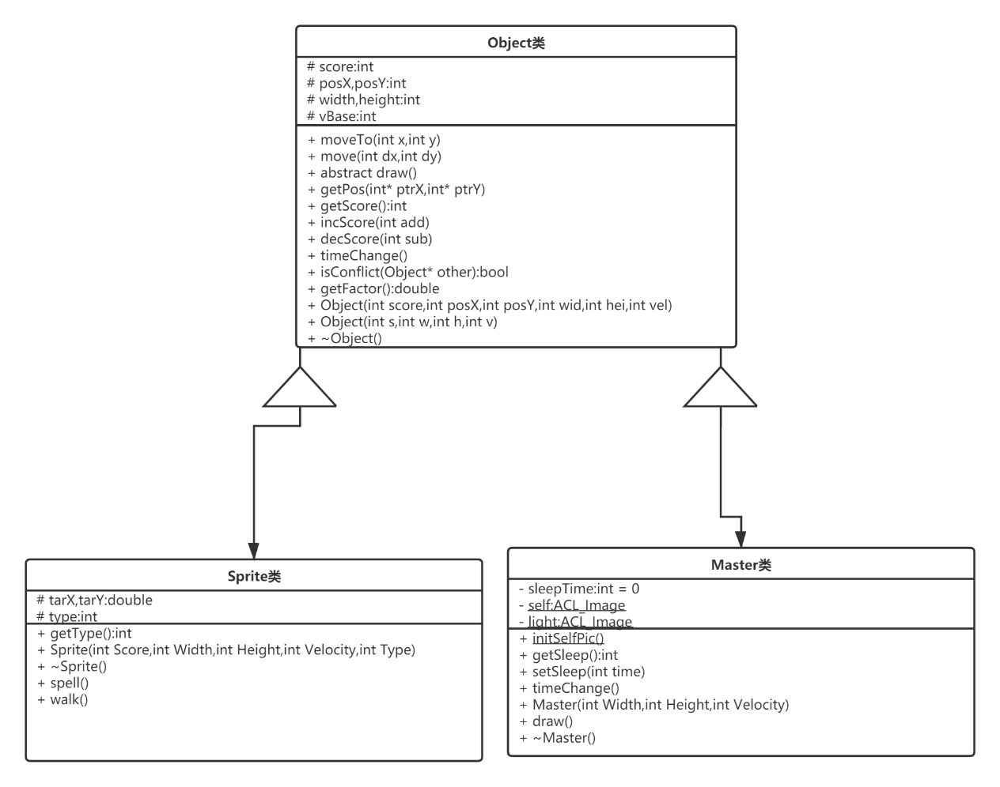 Object类
# score:int
# posX,posY:int
# width,height:int
# vBase:int
+ moveTo(int x,int y)
+ move(int dx,int dy)
+ abstract draw()
+ getPos(int* ptrX,int* ptrY)
+ getScore():int
+ incScore(int add)
+ decScore(int sub)
+ timeChange()
+ isConflict(Object* other):bool
+ getFactor():double
+ Object(int score,int posX,int posY,int wid,int hei,int vel)
+ Object(int s,int w,int h,int v)
+ ~Object()
Sprite类
# tarX,tarY:double
# type:int
+ getType():int
+ Sprite(int Score,int Width,int Height,int Velocity,int Type)
+ ~Sprite()
+ spell()
+ walk()
Master类
- sleepTime:int = 0
- self:ACL_Image
- light:ACL_Image
+ initSelfPic()
+ getSleep():int
+ setSleep(int time)
+ timeChange()
+ Master(int Width,int Height,int Velocity)
+ draw()
+ ~Master()